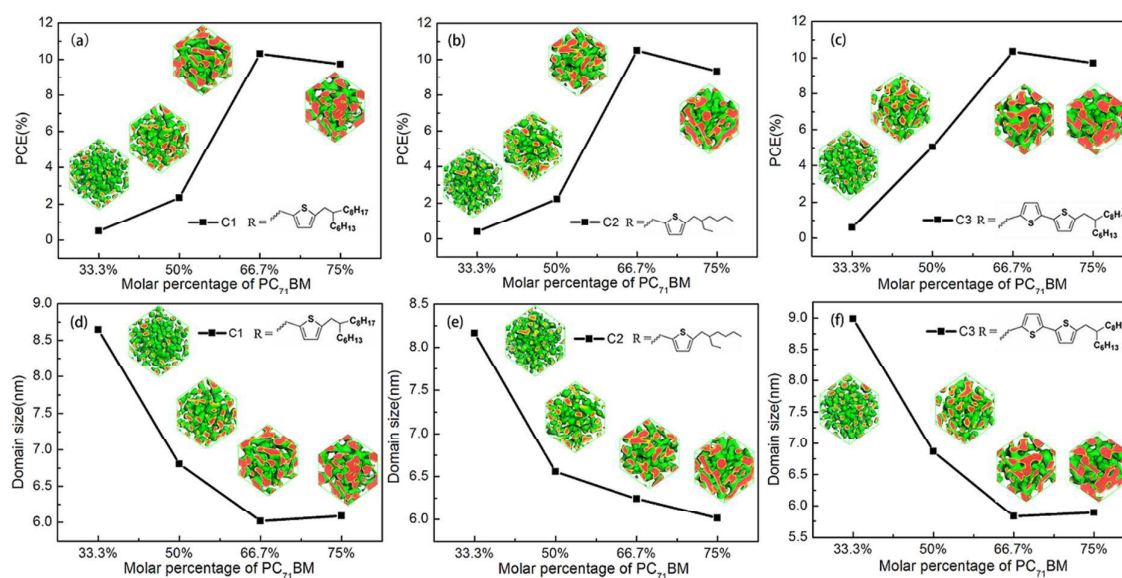 (a)
PCE(%)
12
10
8
6
4
2
0
C1 R =
S
C₈H₁₇
C₆H₁₃
33.3% 50% 66.7% 75%
Molar percentage of PC₇₁BM
(b)
PCE(%)
12
10
8
6
4
2
0
C2 R =
S
33.3% 50% 66.7% 75%
Molar percentage of PC₇₁BM
(c)
PCE(%)
12
10
8
6
4
2
0
C3 R =
S
S
C₆H₁₃
33.3% 50% 66.7% 75%
Molar percentage of PC₇₁BM
(d)
Domain size(nm)
9.0
8.5
8.0
7.5
7.0
6.5
6.0
C1 R =
S
C₈H₁₇
C₆H₁₃
33.3% 50% 66.7% 75%
Molar percentage of PC₇₁BM
(e)
Domain size(nm)
8.5
8.0
7.5
7.0
6.5
6.0
C2 R =
S
33.3% 50% 66.7% 75%
Molar percentage of PC₇₁BM
(f)
Domain size(nm)
9.0
8.5
8.0
7.5
7.0
6.5
6.0
5.5
C3 R =
S
S
C₆H₁₃
33.3% 50% 66.7% 75%
Molar percentage of PC₇₁BM